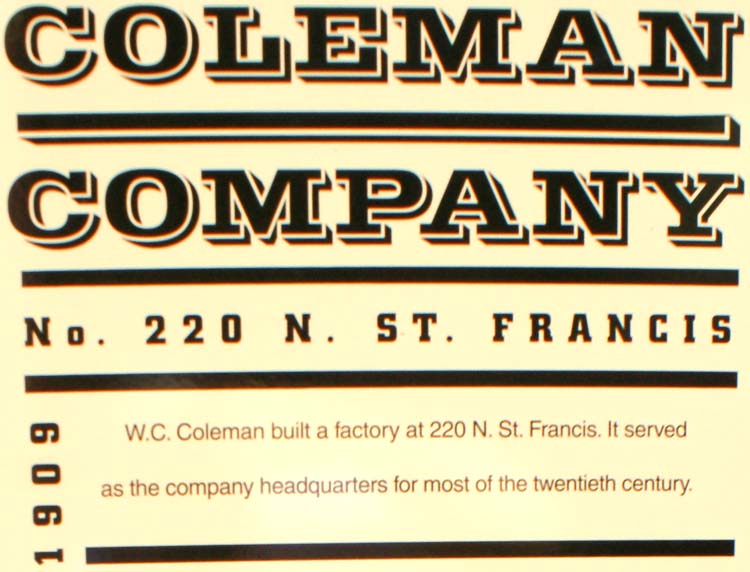 COLEMAN
COMPANY
No. 220 N. ST. FRANCIS
1909
W.C. Coleman built a factory at 220 N. St. Francis. It served
as the company headquarters for most of the twentieth century.